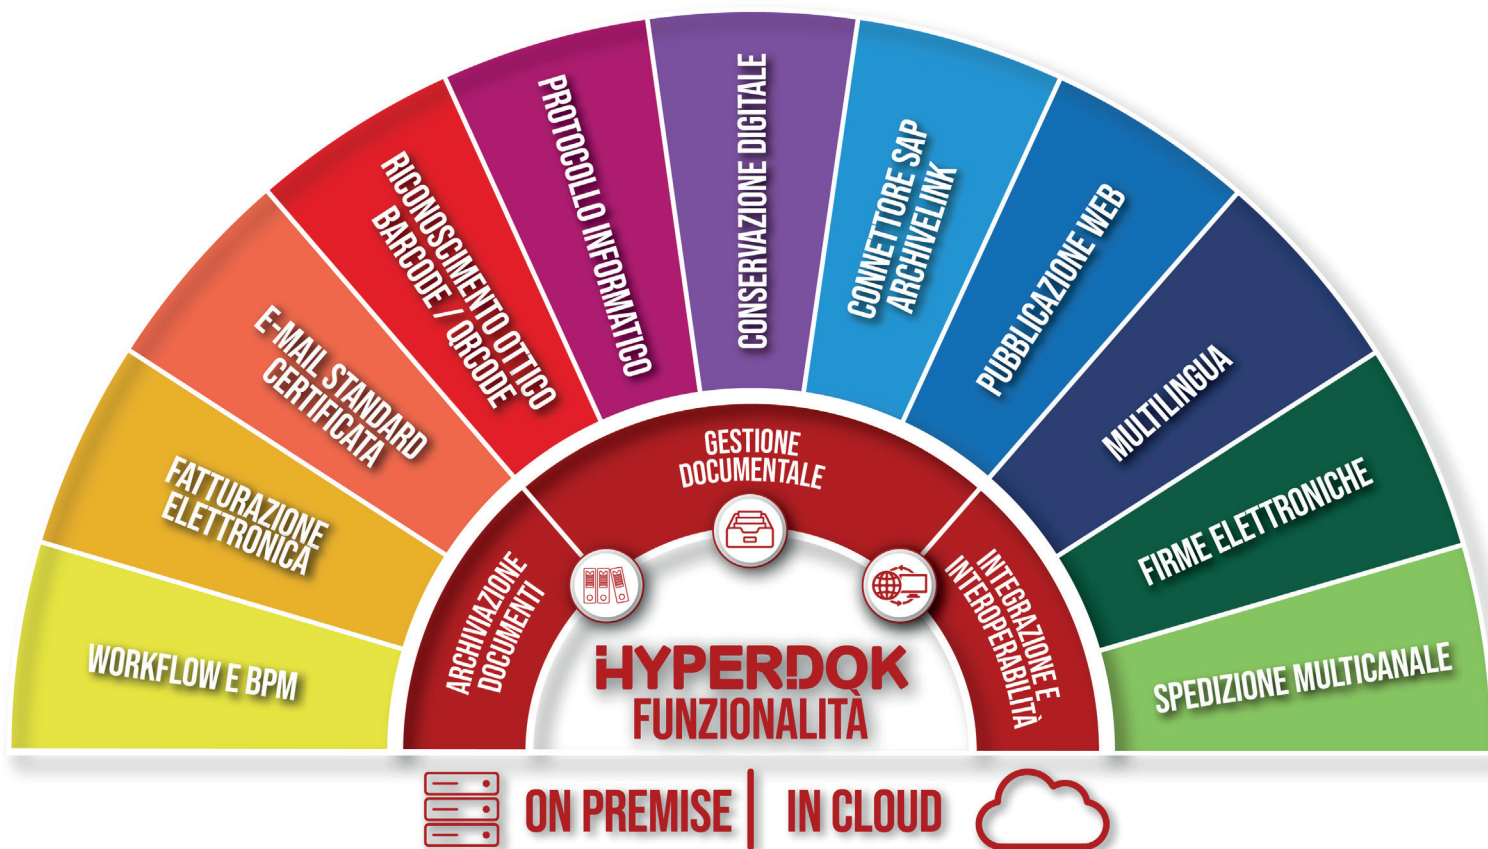 WORKFLOW E BPM
FATTURAZIONE
ELETTRONICA
E-MAIL STANDARD
CERTIFICATA
RICONOSCIMENTO OTTICO
BARCODE / QRCODE
PROTOCOLLO INFORMATICO
CONSERVAZIONE DIGITALE
CONNETTORE SAP
ARCHIVELINK
PUBBLICAZIONE WEB
MULTILINGUA
FIRME ELETTRONICHE
SPEDIZIONE MULTICANALE
ARCHIVIAZIONE
DOCUMENTI
GESTIONE
DOCUMENTALE
INTEGRAZIONE E
INTEROPERABILITÀ
HYPERDOK
FUNZIONALITÀ
ON PREMISE | IN CLOUD